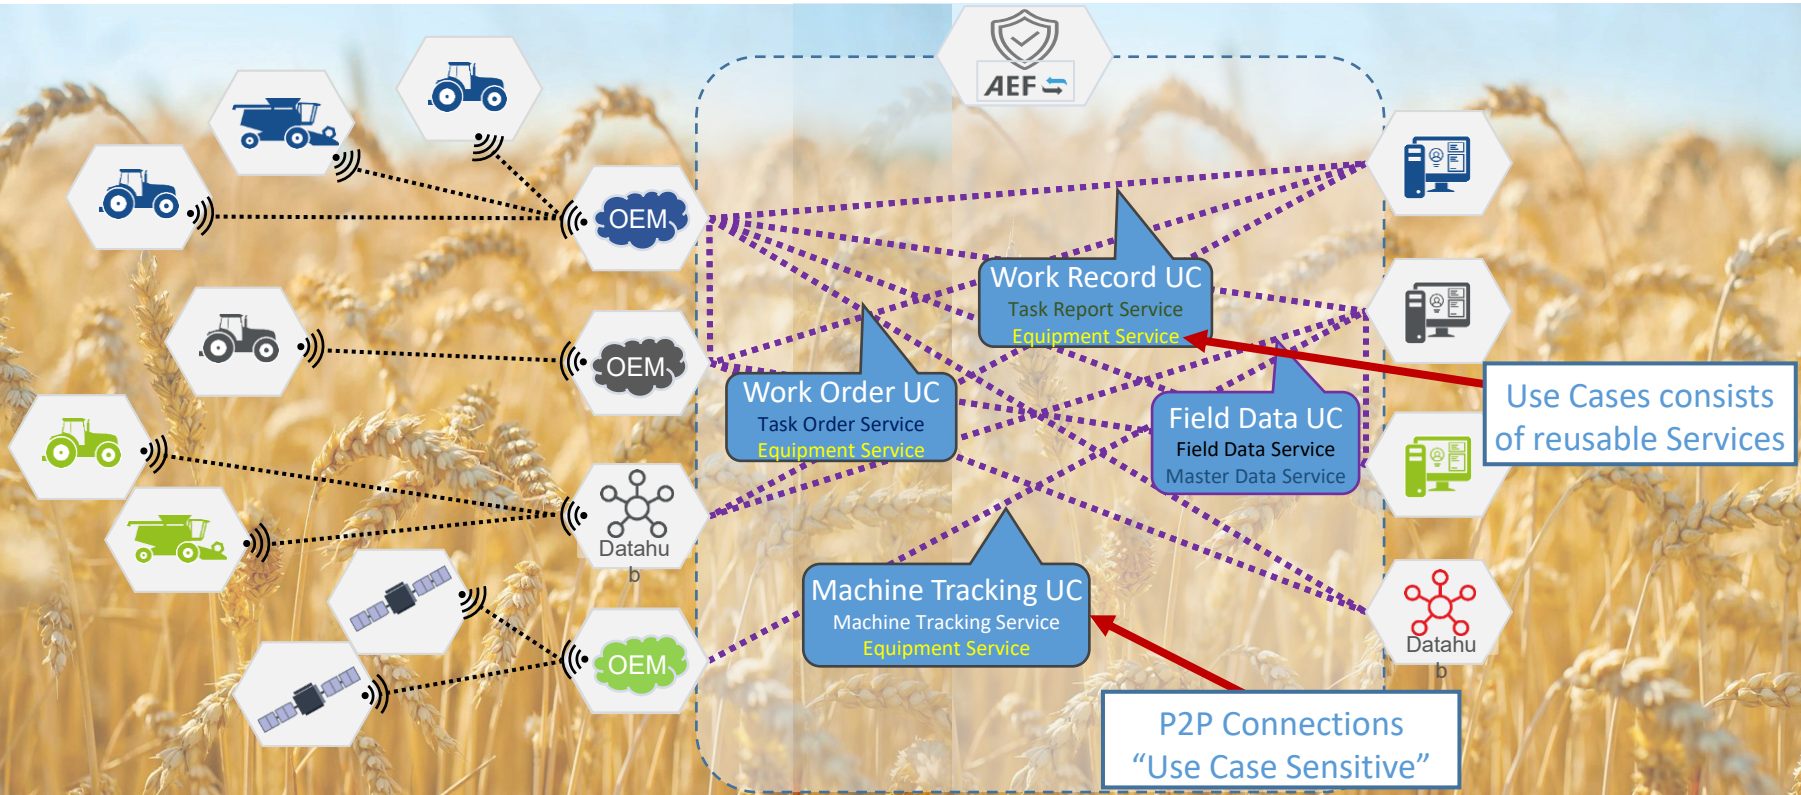 AEF
OEM
Work Record UC
Task Report Service
Equipment Service
OEM
Work Order UC
Task Order Service
Equipment Service
Field Data UC
Field Data Service
Master Data Service
Use Cases consists
of reusable Services
Datahu
b
Machine Tracking UC
Machine Tracking Service
Equipment Service
OEM
Datahu
b
P2P Connections
“Use Case Sensitive”